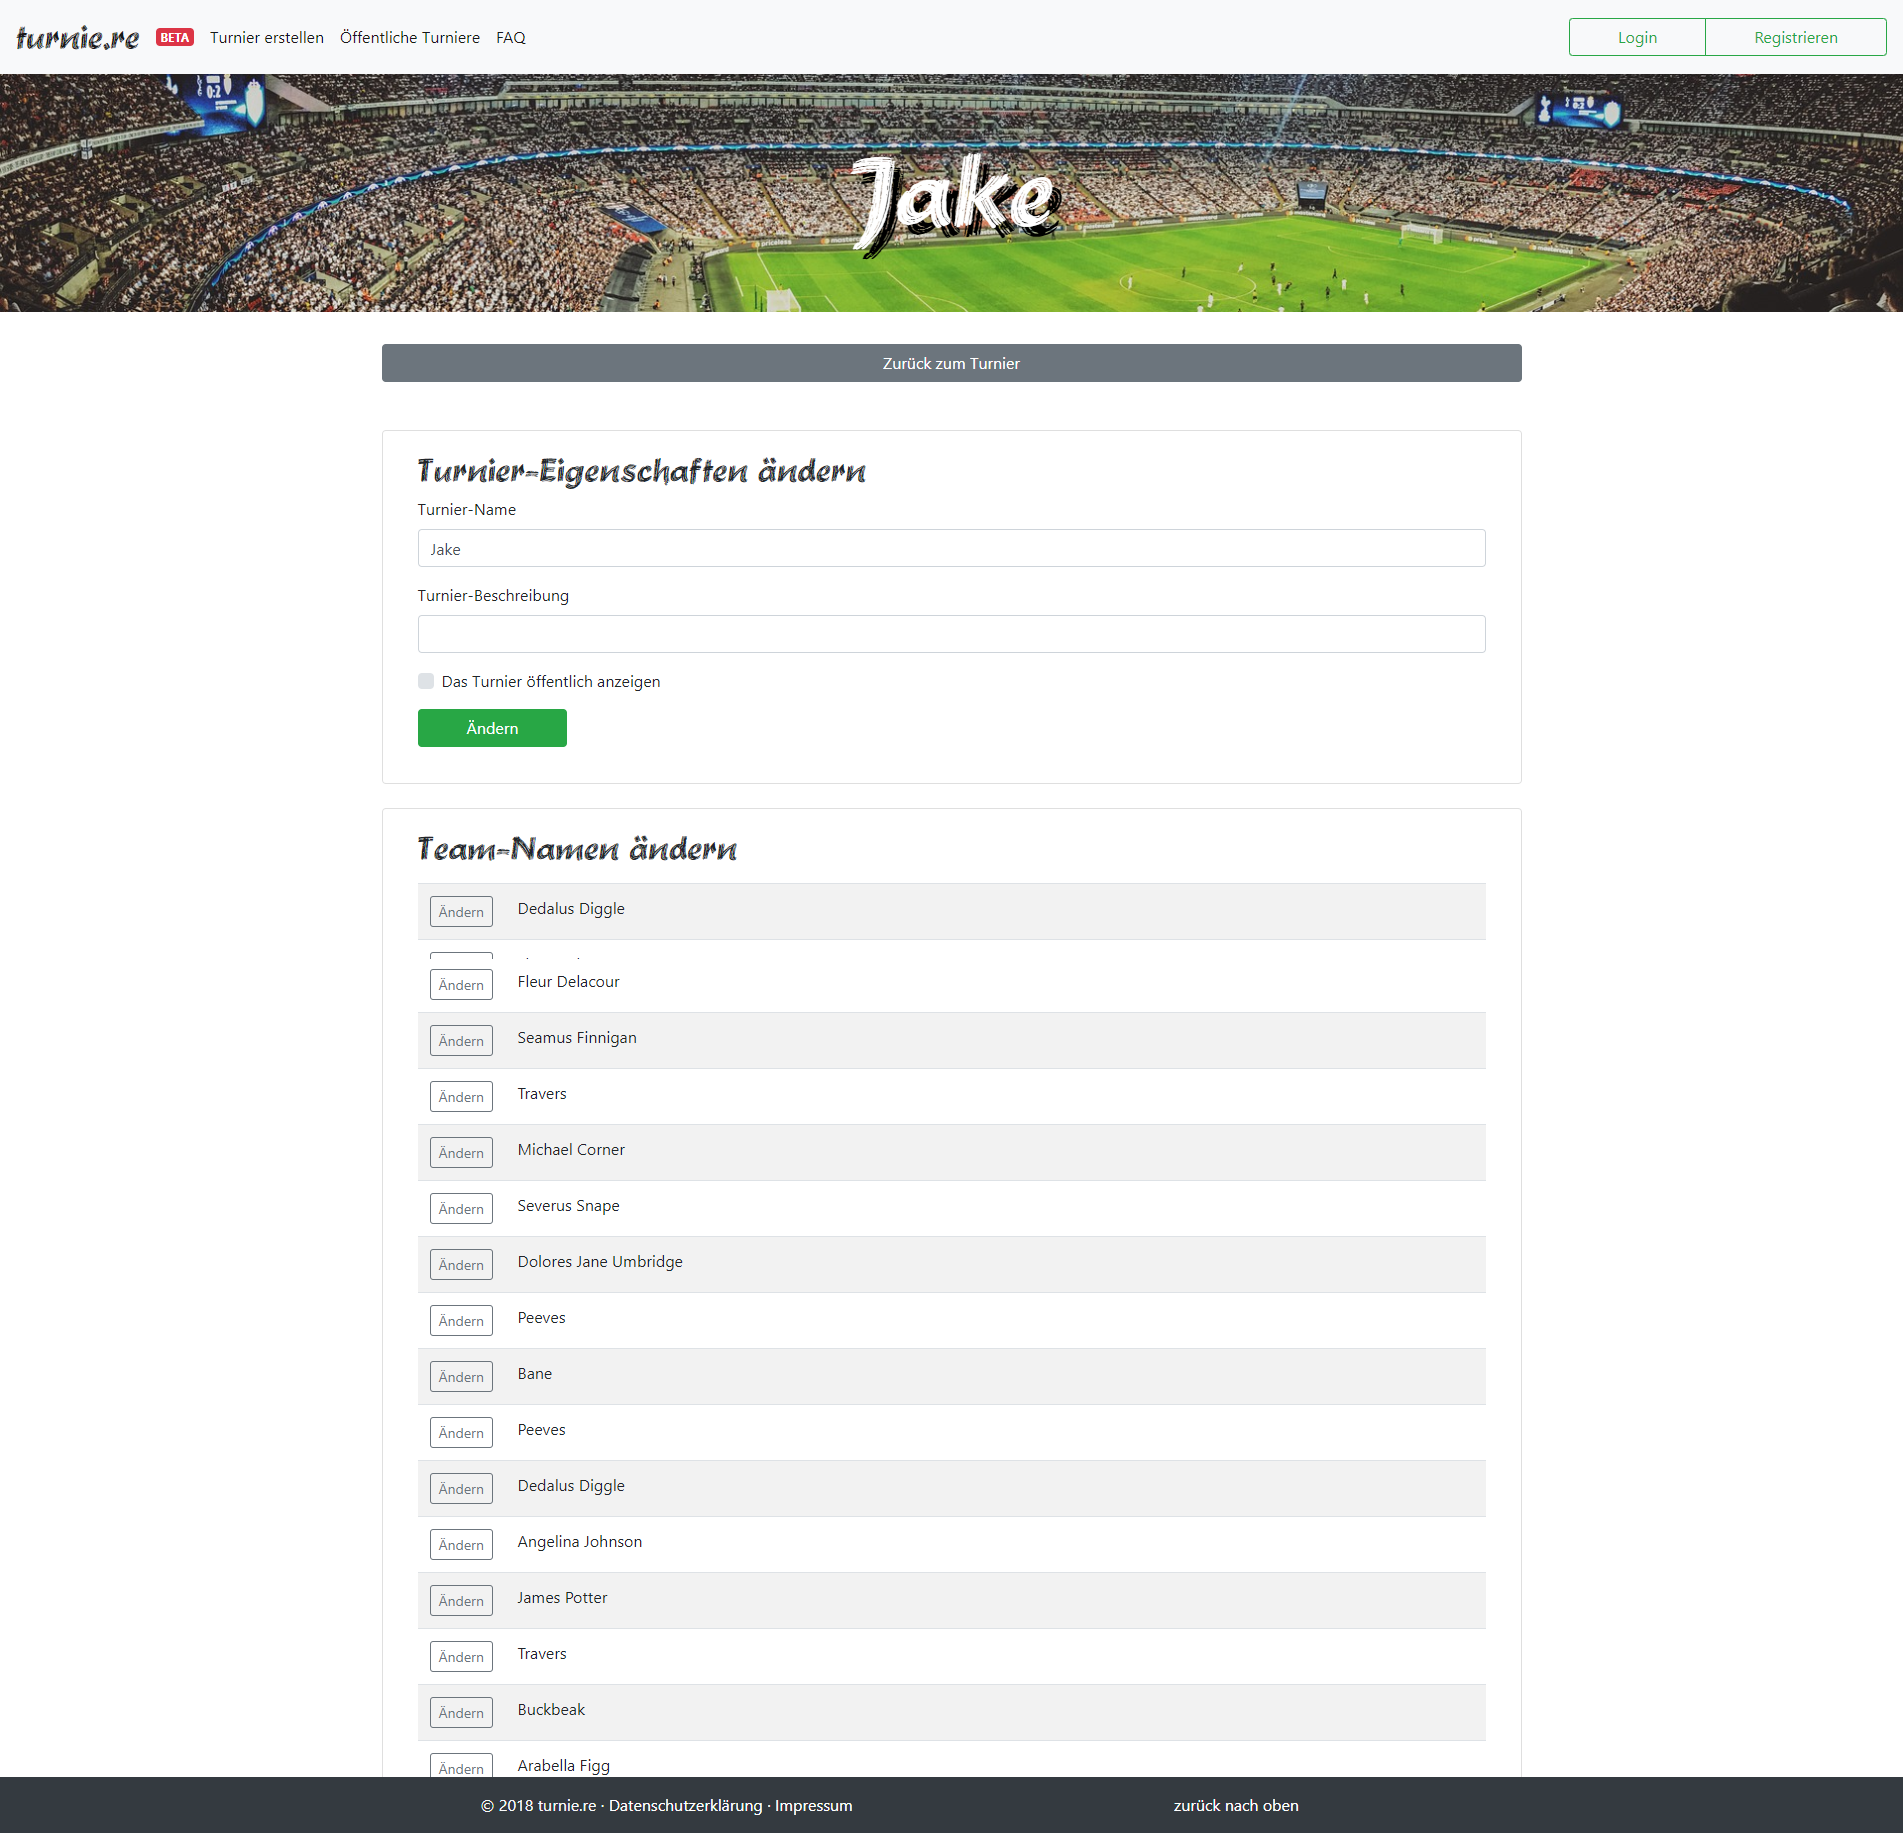 turnie.re BETA Turnier erstellen Öffentliche Turniere FAQ Login Registrieren
Jake
Zurück zum Turnier
Turnier-Eigenschaften ändern
Turnier-Name
Jake
Turnier-Beschreibung
Das Turnier öffentlich anzeigen
Ändern
Team-Namen ändern
Ändern Dedalus Diggle
Ändern Fleur Delacour
Ändern Seamus Finnigan
Ändern Travers
Ändern Michael Corner
Ändern Severus Snape
Ändern Dolores Jane Umbridge
Ändern Peeves
Ändern Bane
Ändern Peeves
Ändern Dedalus Diggle
Ändern Angelina Johnson
Ändern James Potter
Ändern Travers
Ändern Buckbeak
Ändern Arabella Figg
© 2018 turnie.re · Datenschutzerklärung · Impressum zurück nach oben